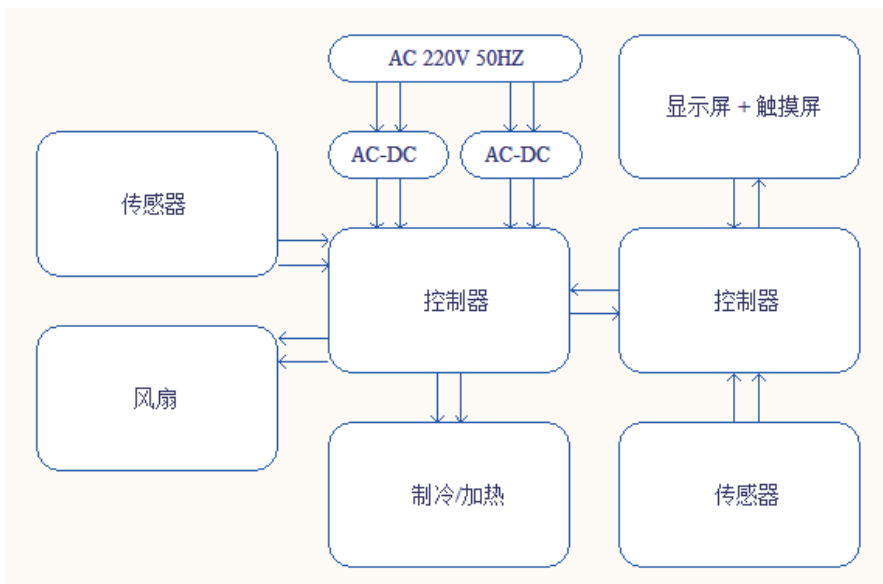 AC 220V 50HZ
显示屏 + 触摸屏
AC-DC
AC-DC
传感器
控制器
控制器
风扇
制冷/加热
传感器